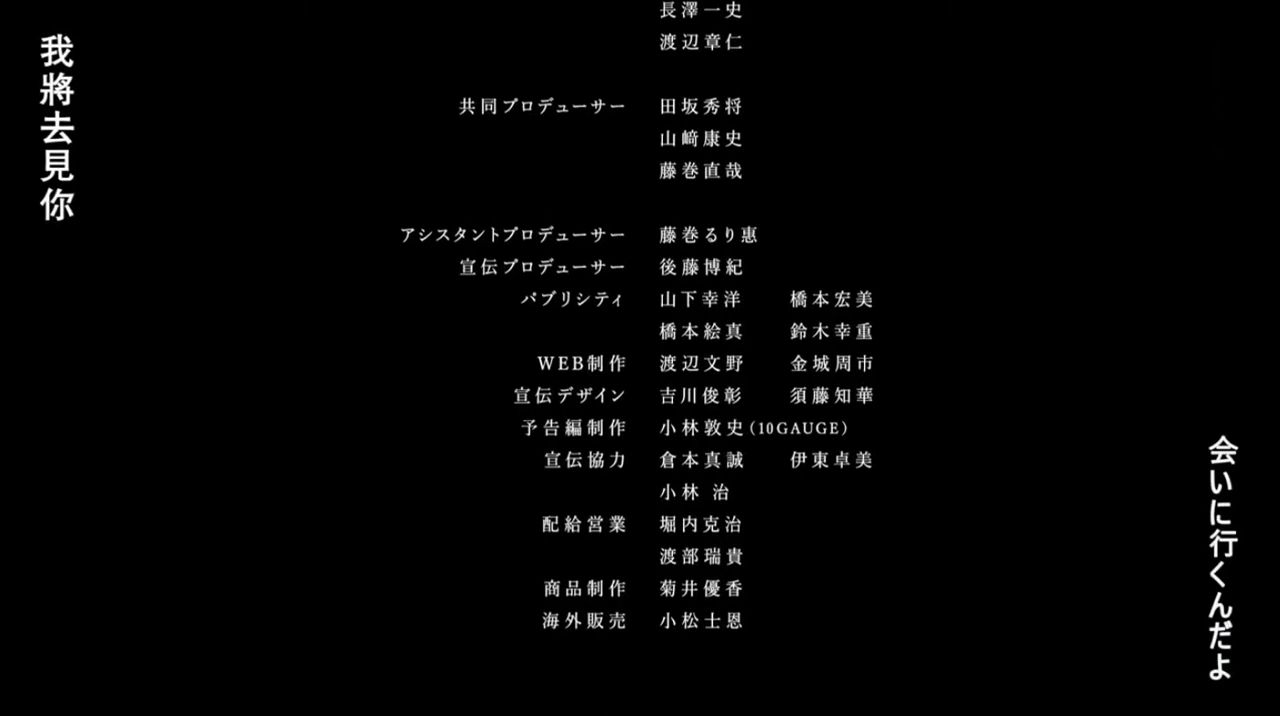 我將去見你
長澤一史
渡辺章仁
共同プロデューサー 田坂秀将
山﨑康史
藤巻直哉
アシスタントプロデューサー 藤巻るり惠
宣伝プロデューサー 後藤博紀
パブリシティ 山下幸洋 橋本宏美
橋本絵真 鈴木幸重
WEB制作 渡辺文野 金城周市
宣伝デザイン 吉川俊彰 須藤知華
予告編制作 小林敦史(10GAUGE)
宣伝協力 倉本真誠 伊東卓美
小林 治
配給営業 堀内克治
渡部瑞貴
商品制作 菊井優香
海外販売 小松士恩
会いに行くんだよ